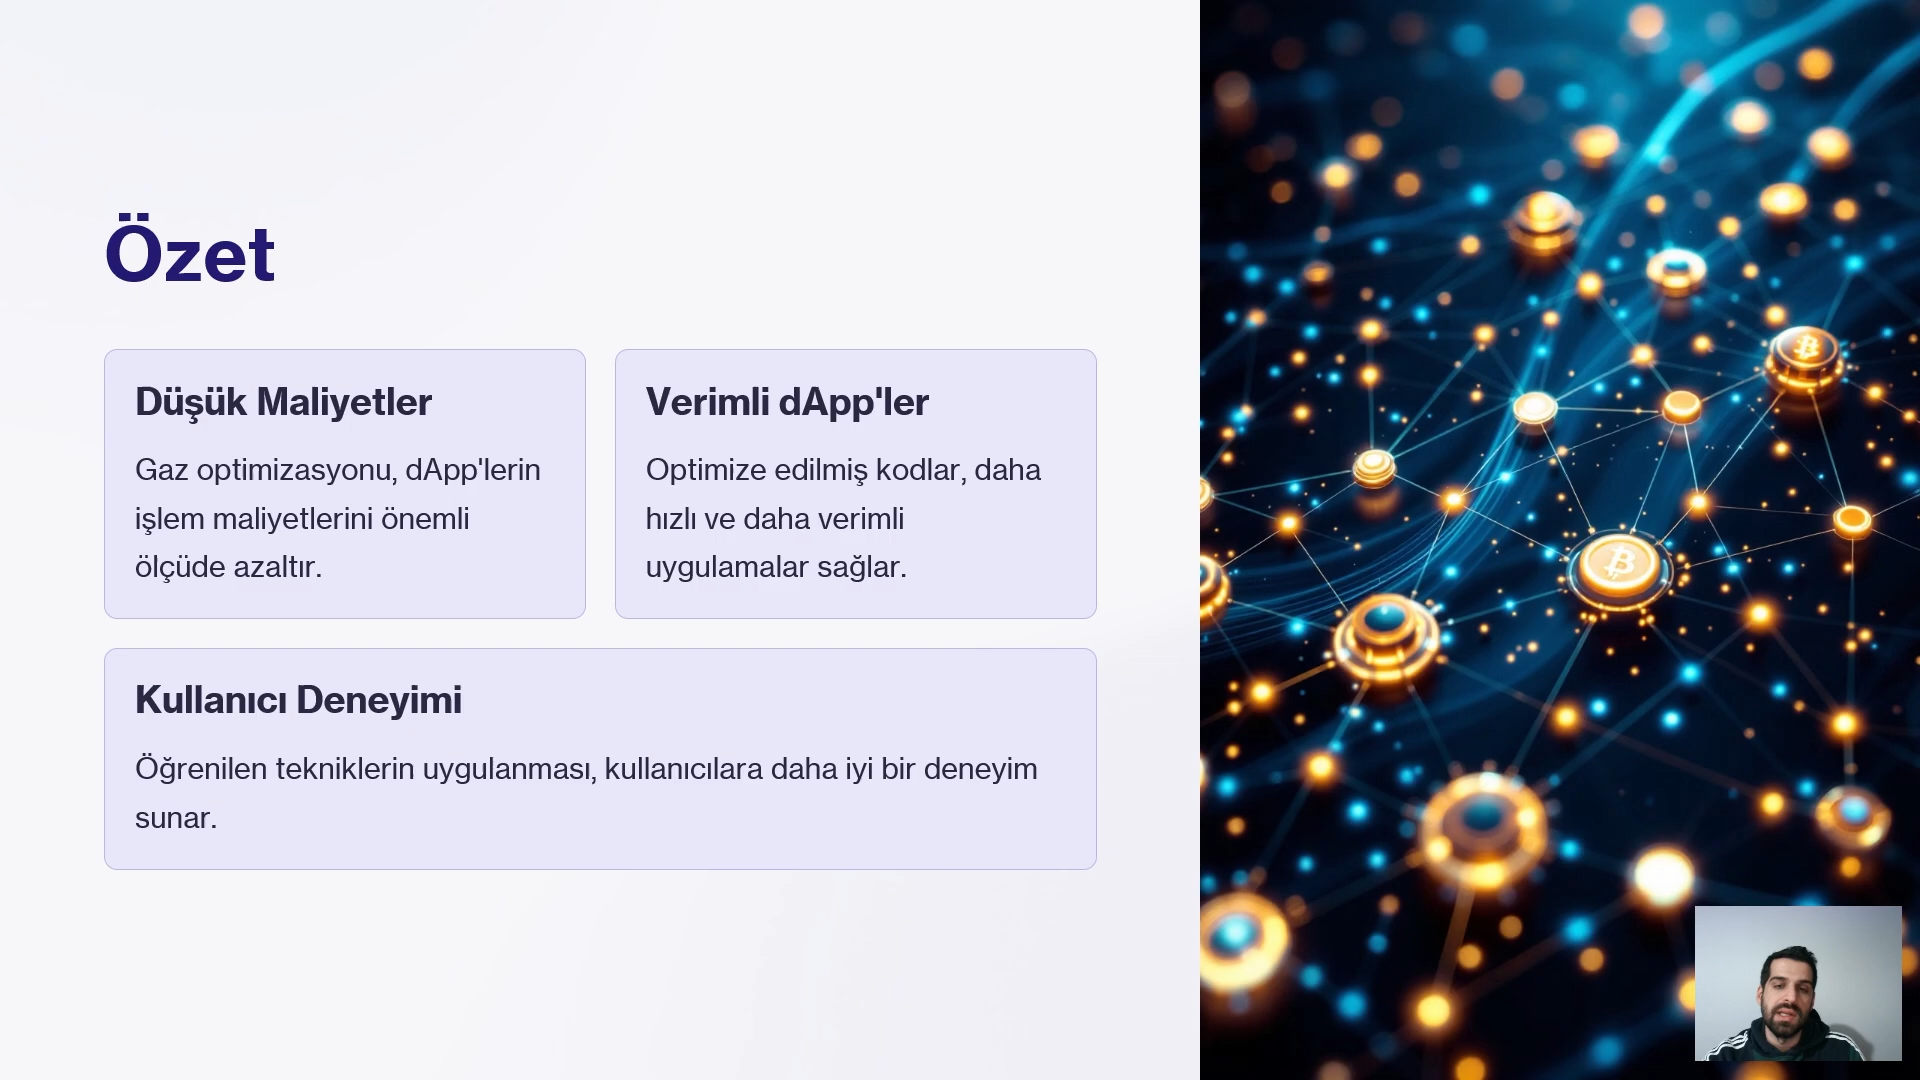 Özet
Düşük Maliyetler
Gaz optimizasyonu, dApp'lerin
işlem maliyetlerini önemli
ölçüde azaltır.
Verimli dApp'ler
Optimize edilmiş kodlar, daha
hızlı ve daha verimli
uygulamalar sağlar.
Kullanıcı Deneyimi
Öğrenilen tekniklerin uygulanması, kullanıcılara daha iyi bir deneyim
sunar.